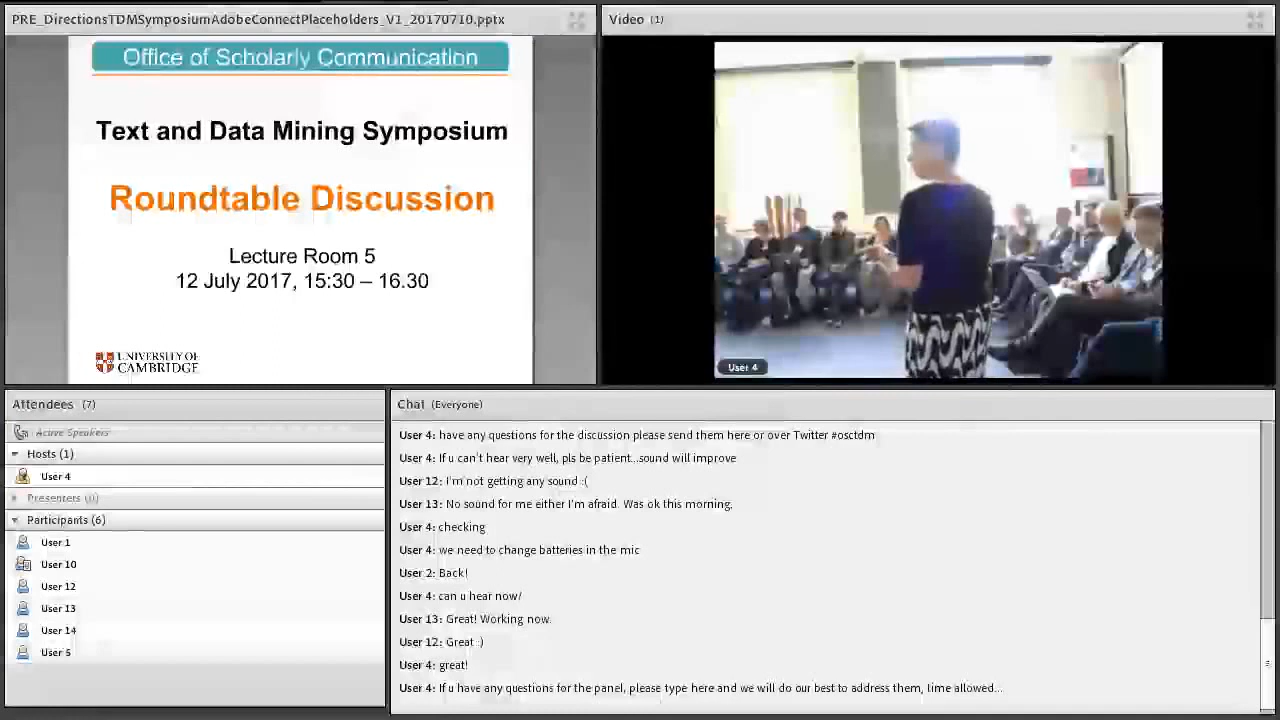 PRE_DirectionsTDMSymposiumAdobeConnectPlaceholders_V1_20170710.pptx
Office of Scholarly Communication
Text and Data Mining Symposium
Roundtable Discussion
Lecture Room 5
12 July 2017, 15:30 – 16.30
UNIVERSITY OF
CAMBRIDGE
Video (1)
User 4
Attendees (7)
Active Speakers
Hosts (1)
User 4
Presenters (0)
Participants (6)
User 1
User 10
User 12
User 13
User 14
User 5
Chat (Everyone)
User 4: have any questions for the discussion please send them here or over Twitter #osctdm
User 4: If u can't hear very well, pls be patient...sound will improve
User 12: i'm not getting any sound :(
User 13: No sound for me either I'm afraid. Was ok this morning.
User 4: checking
User 4: we need to change batteries in the mic
User 2: Back!
User 4: can u hear now/
User 13: Great! Working now.
User 12: Great :)
User 4: great!
User 4: If u have any questions for the panel, please type here and we will do our best to address them, time allowed...